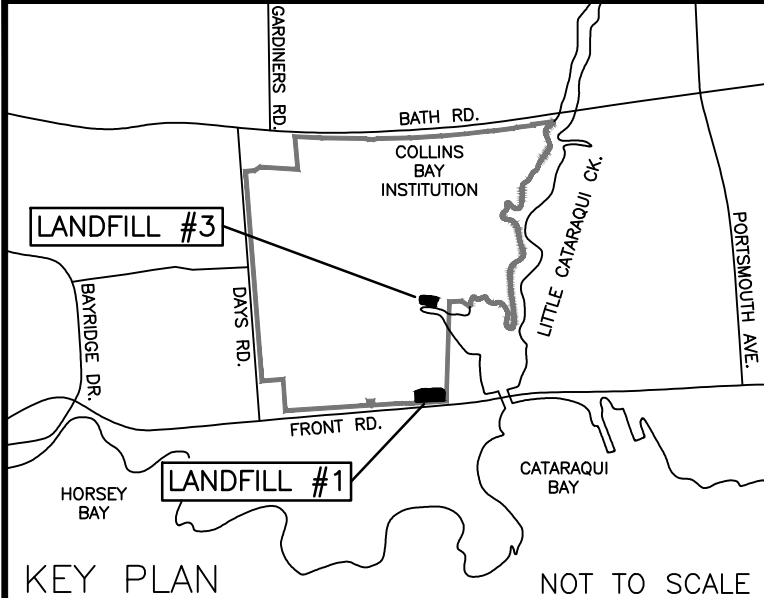 GARDINERS RD.
BATH RD.
COLLINS
BAY
INSTITUTION
LITTLE CATARAQUI CK.
PORTSMOUTH AVE.
LANDFILL #3
DAYS RD.
BAYRIDGE DR.
FRONT RD.
LANDFILL #1
HORSEY
BAY
CATARAQUI
BAY
KEY PLAN
NOT TO SCALE